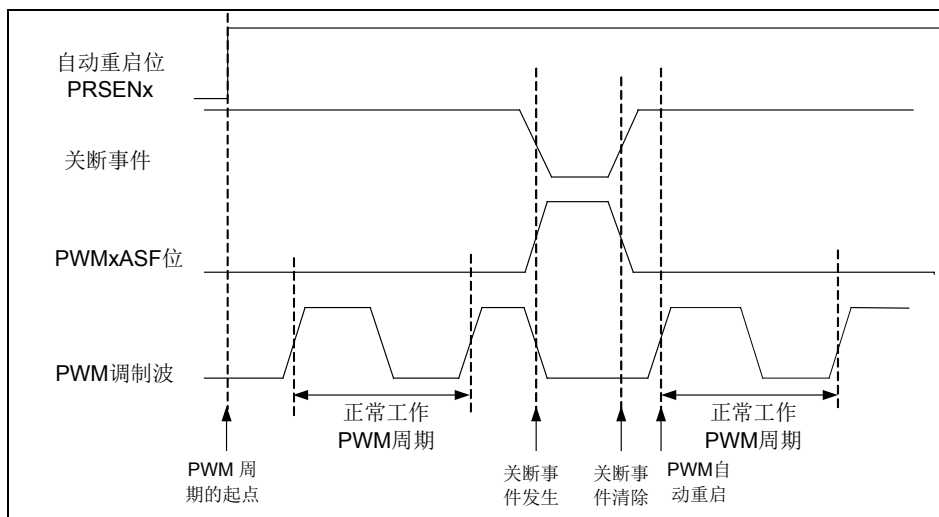 自动重启位
PRSENx
关断事件
PWMxASF位
PWM调制波
正常工作
PWM周期
正常工作
PWM周期
PWM 周
期的起点
关断事
件发生
关断事
件清除
PWM自
动重启